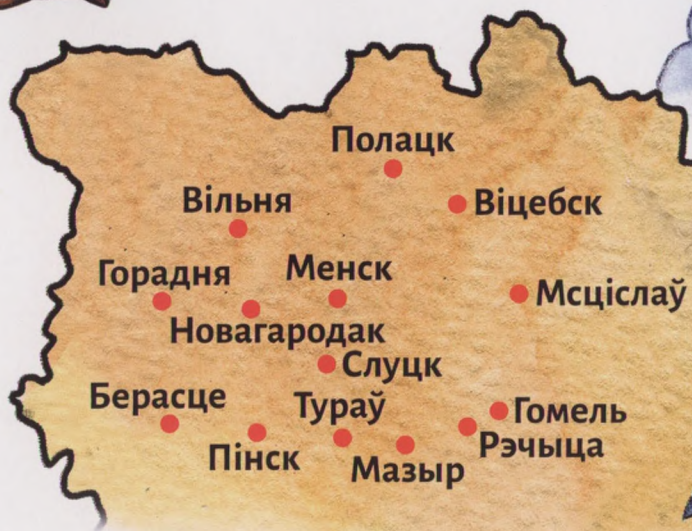 Полацк
Вільня
Віцебск
Горадня
Менск
Мсціслаў
Новагародак
Слуцк
Берасце
Тураў
Гомель
Рэчыца
Пінск
Мазыр